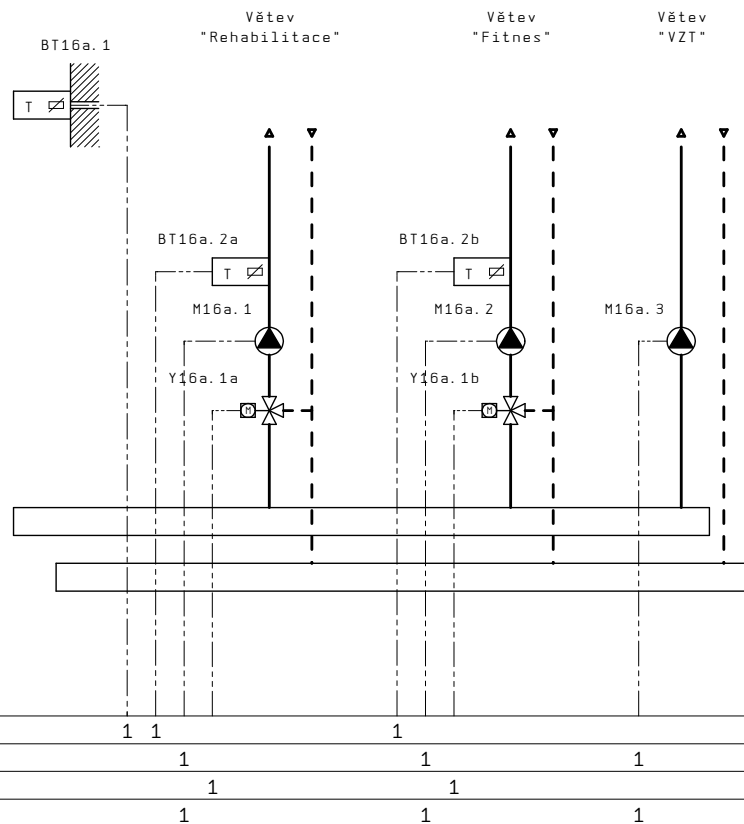 Větev
"Rehabilitace"
Větev
"Fitnes"
Větev
"VZT"
BT16a.1
T
BT16a.2a
BT16a.2b
T
T
M16a.1
M16a.2
M16a.3
Y16a.1a
Y16a.1b
M
M
1 1 1
1 1 1
1 1
1 1 1